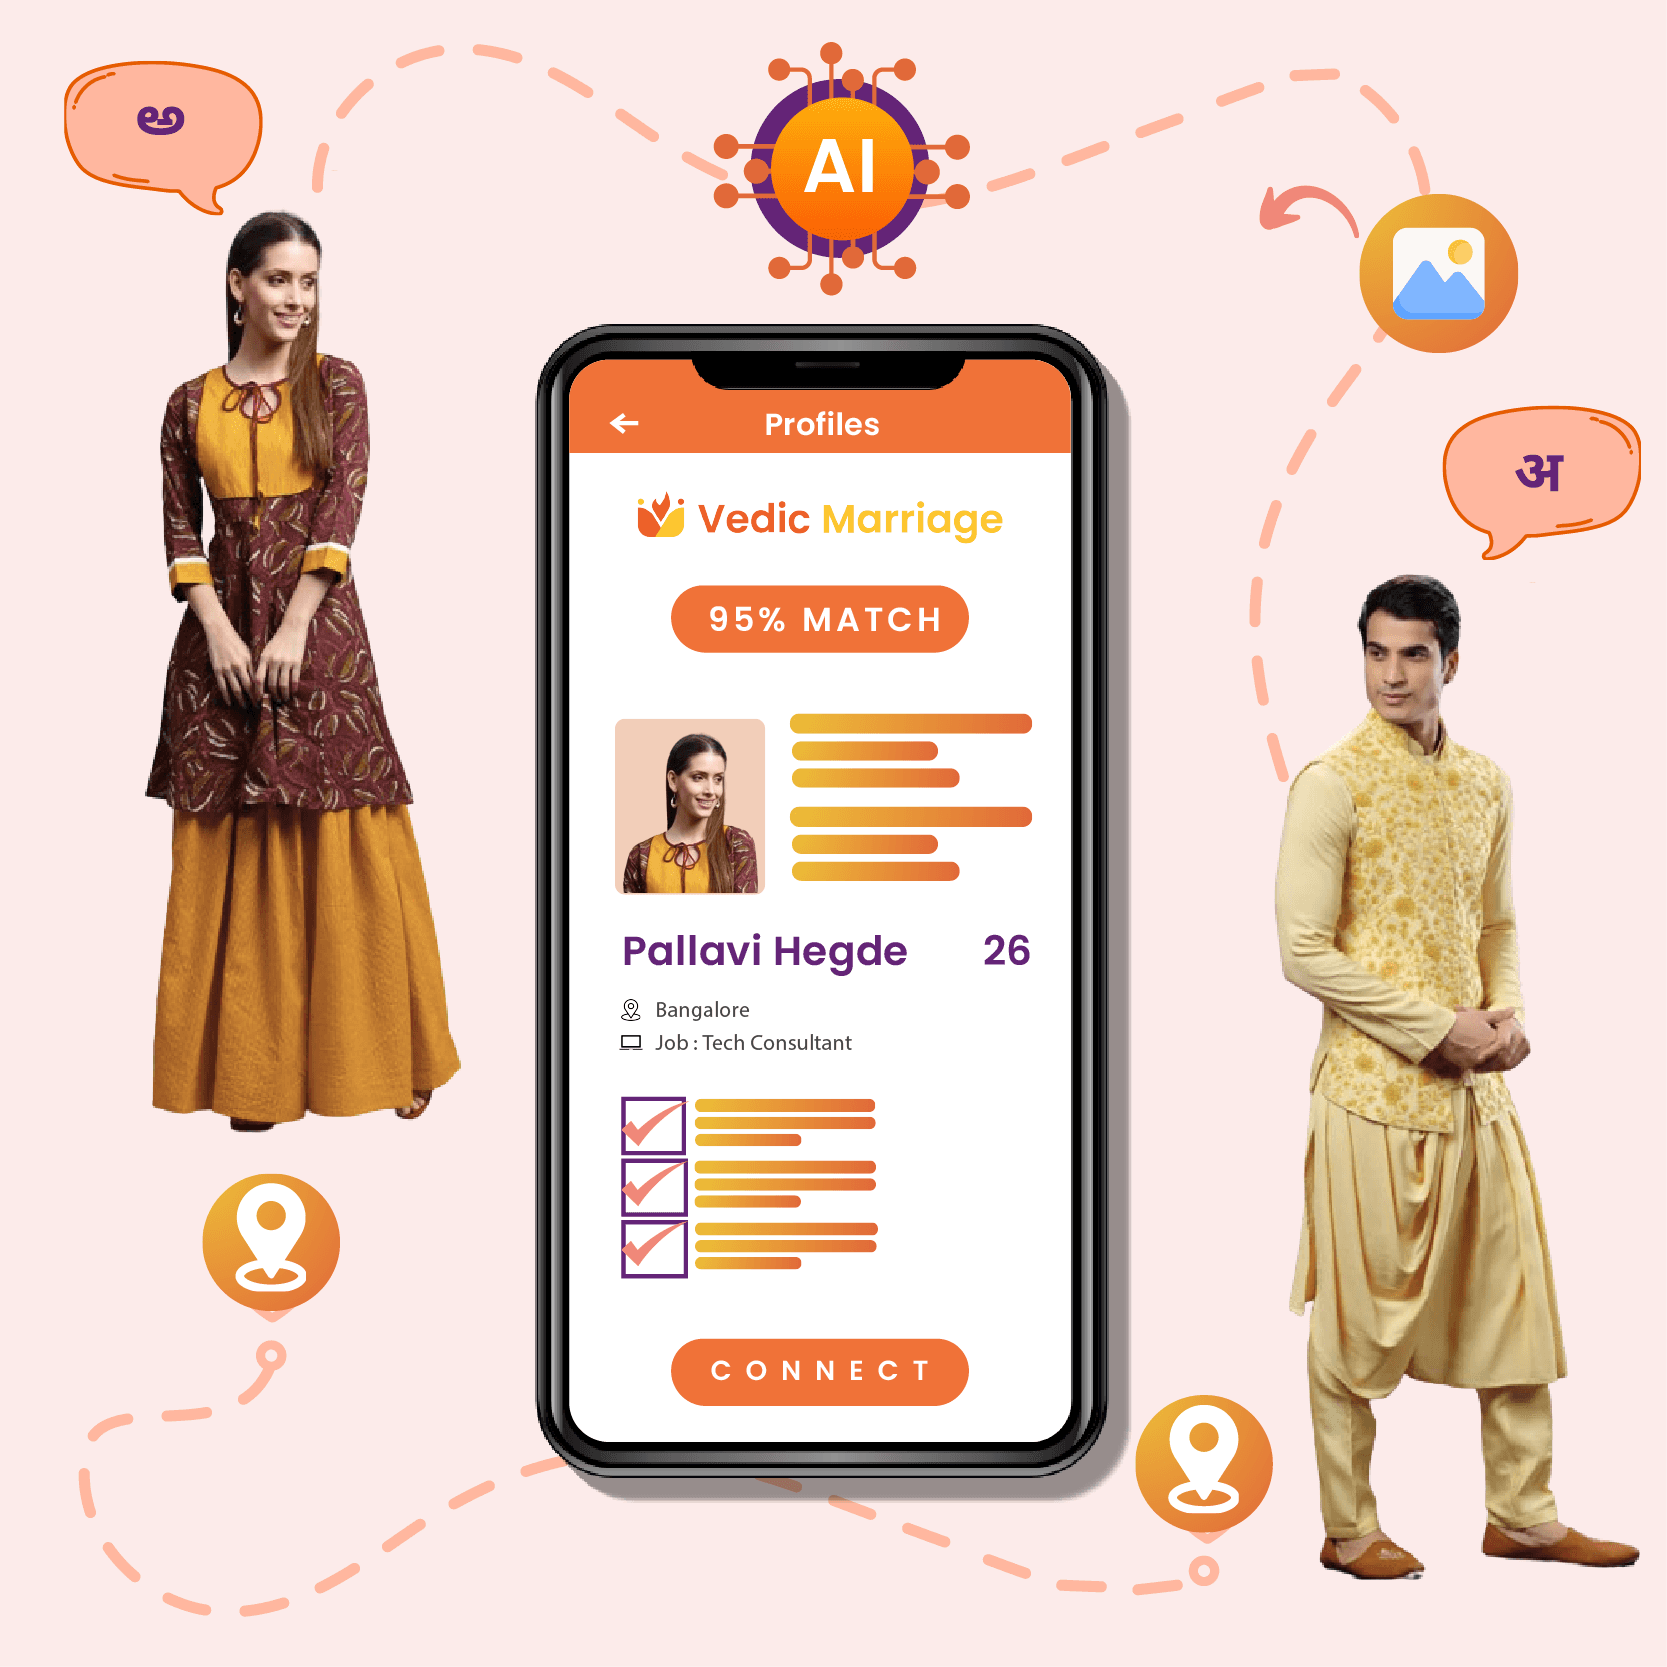 ಅ
AI
अ
Profiles
Vedic Marriage
95% MATCH
Pallavi Hegde 26
Bangalore
Job : Tech Consultant
CONNECT